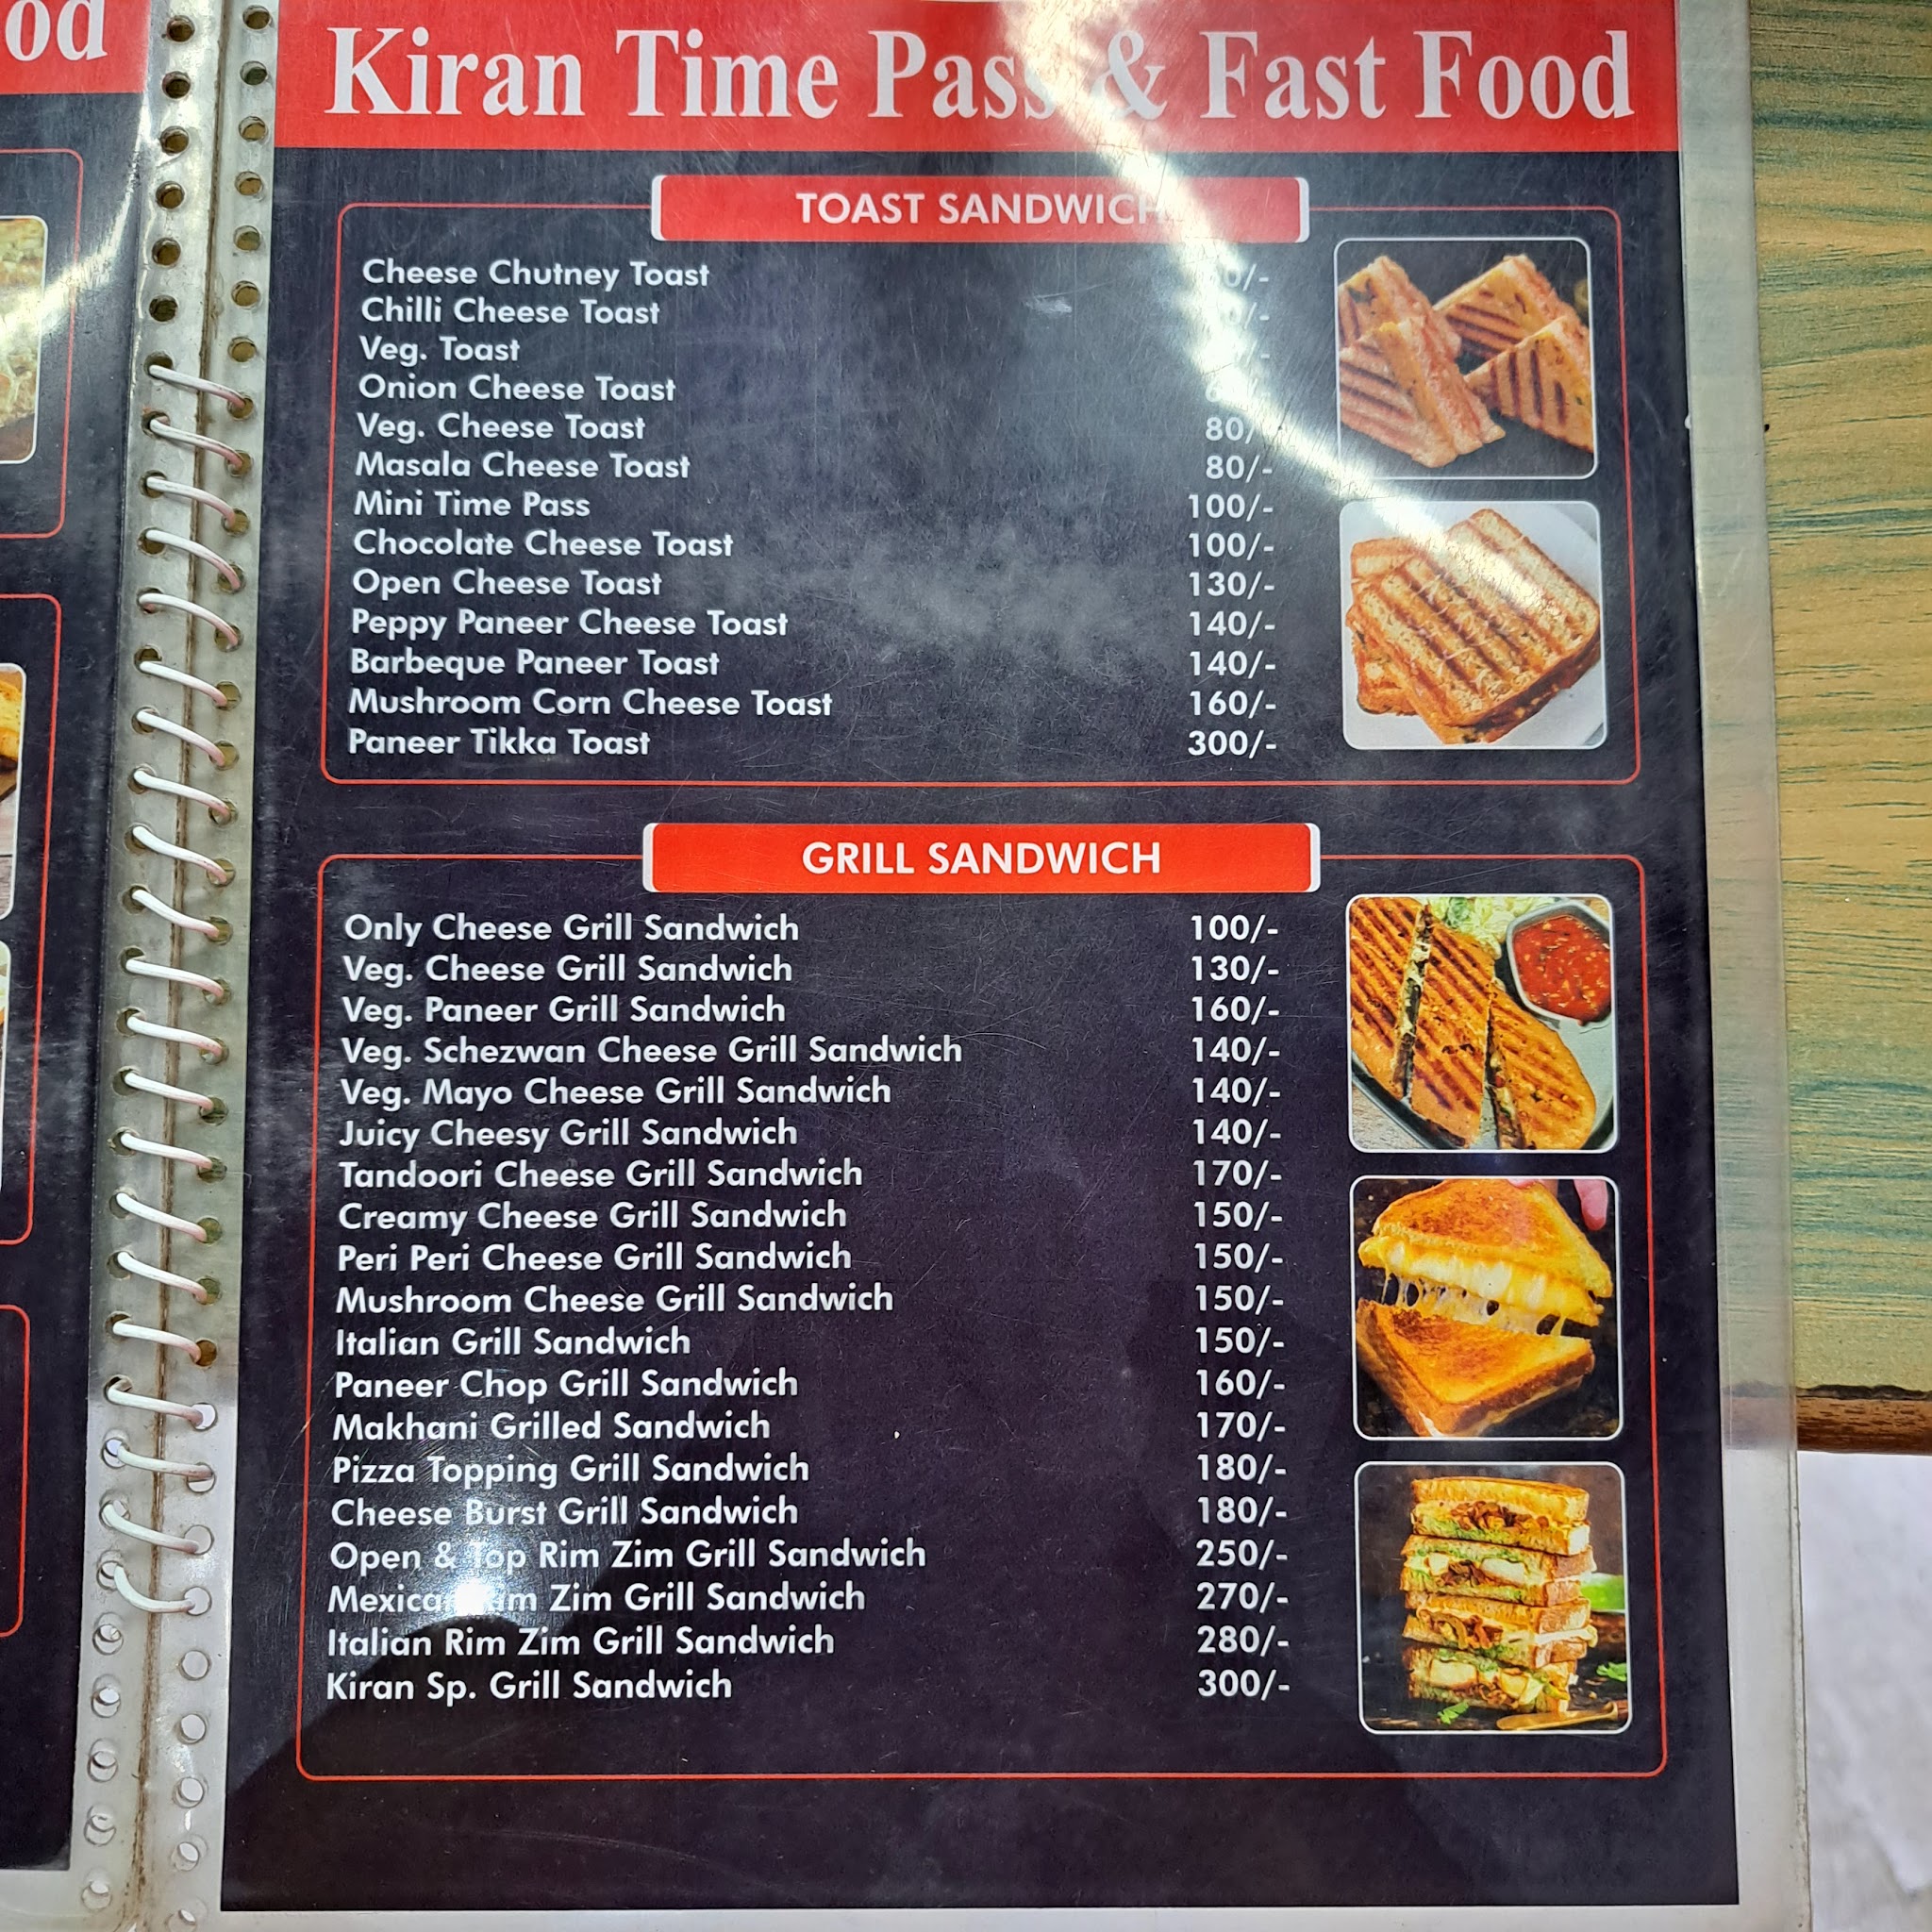 od
Kiran Time Pass & Fast Food
TOAST SANDWICH
Cheese Chutney Toast
Chilli Cheese Toast
Veg. Toast
Onion Cheese Toast
Veg. Cheese Toast 80/-
Masala Cheese Toast 80/-
Mini Time Pass 100/-
Chocolate Cheese Toast 100/-
Open Cheese Toast 130/-
Peppy Paneer Cheese Toast 140/-
Barbeque Paneer Toast 140/-
Mushroom Corn Cheese Toast 160/-
Paneer Tikka Toast 300/-
GRILL SANDWICH
Only Cheese Grill Sandwich 100/-
Veg. Cheese Grill Sandwich 130/-
Veg. Paneer Grill Sandwich 160/-
Veg. Schezwan Cheese Grill Sandwich 140/-
Veg. Mayo Cheese Grill Sandwich 140/-
Juicy Cheesy Grill Sandwich 140/-
Tandoori Cheese Grill Sandwich 170/-
Creamy Cheese Grill Sandwich 150/-
Peri Peri Cheese Grill Sandwich 150/-
Mushroom Cheese Grill Sandwich 150/-
Italian Grill Sandwich 150/-
Paneer Chop Grill Sandwich 160/-
Makhani Grilled Sandwich 170/-
Pizza Topping Grill Sandwich 180/-
Cheese Burst Grill Sandwich 180/-
Open & Top Rim Zim Grill Sandwich 250/-
Mexican Rim Zim Grill Sandwich 270/-
Italian Rim Zim Grill Sandwich 280/-
Kiran Sp. Grill Sandwich 300/-